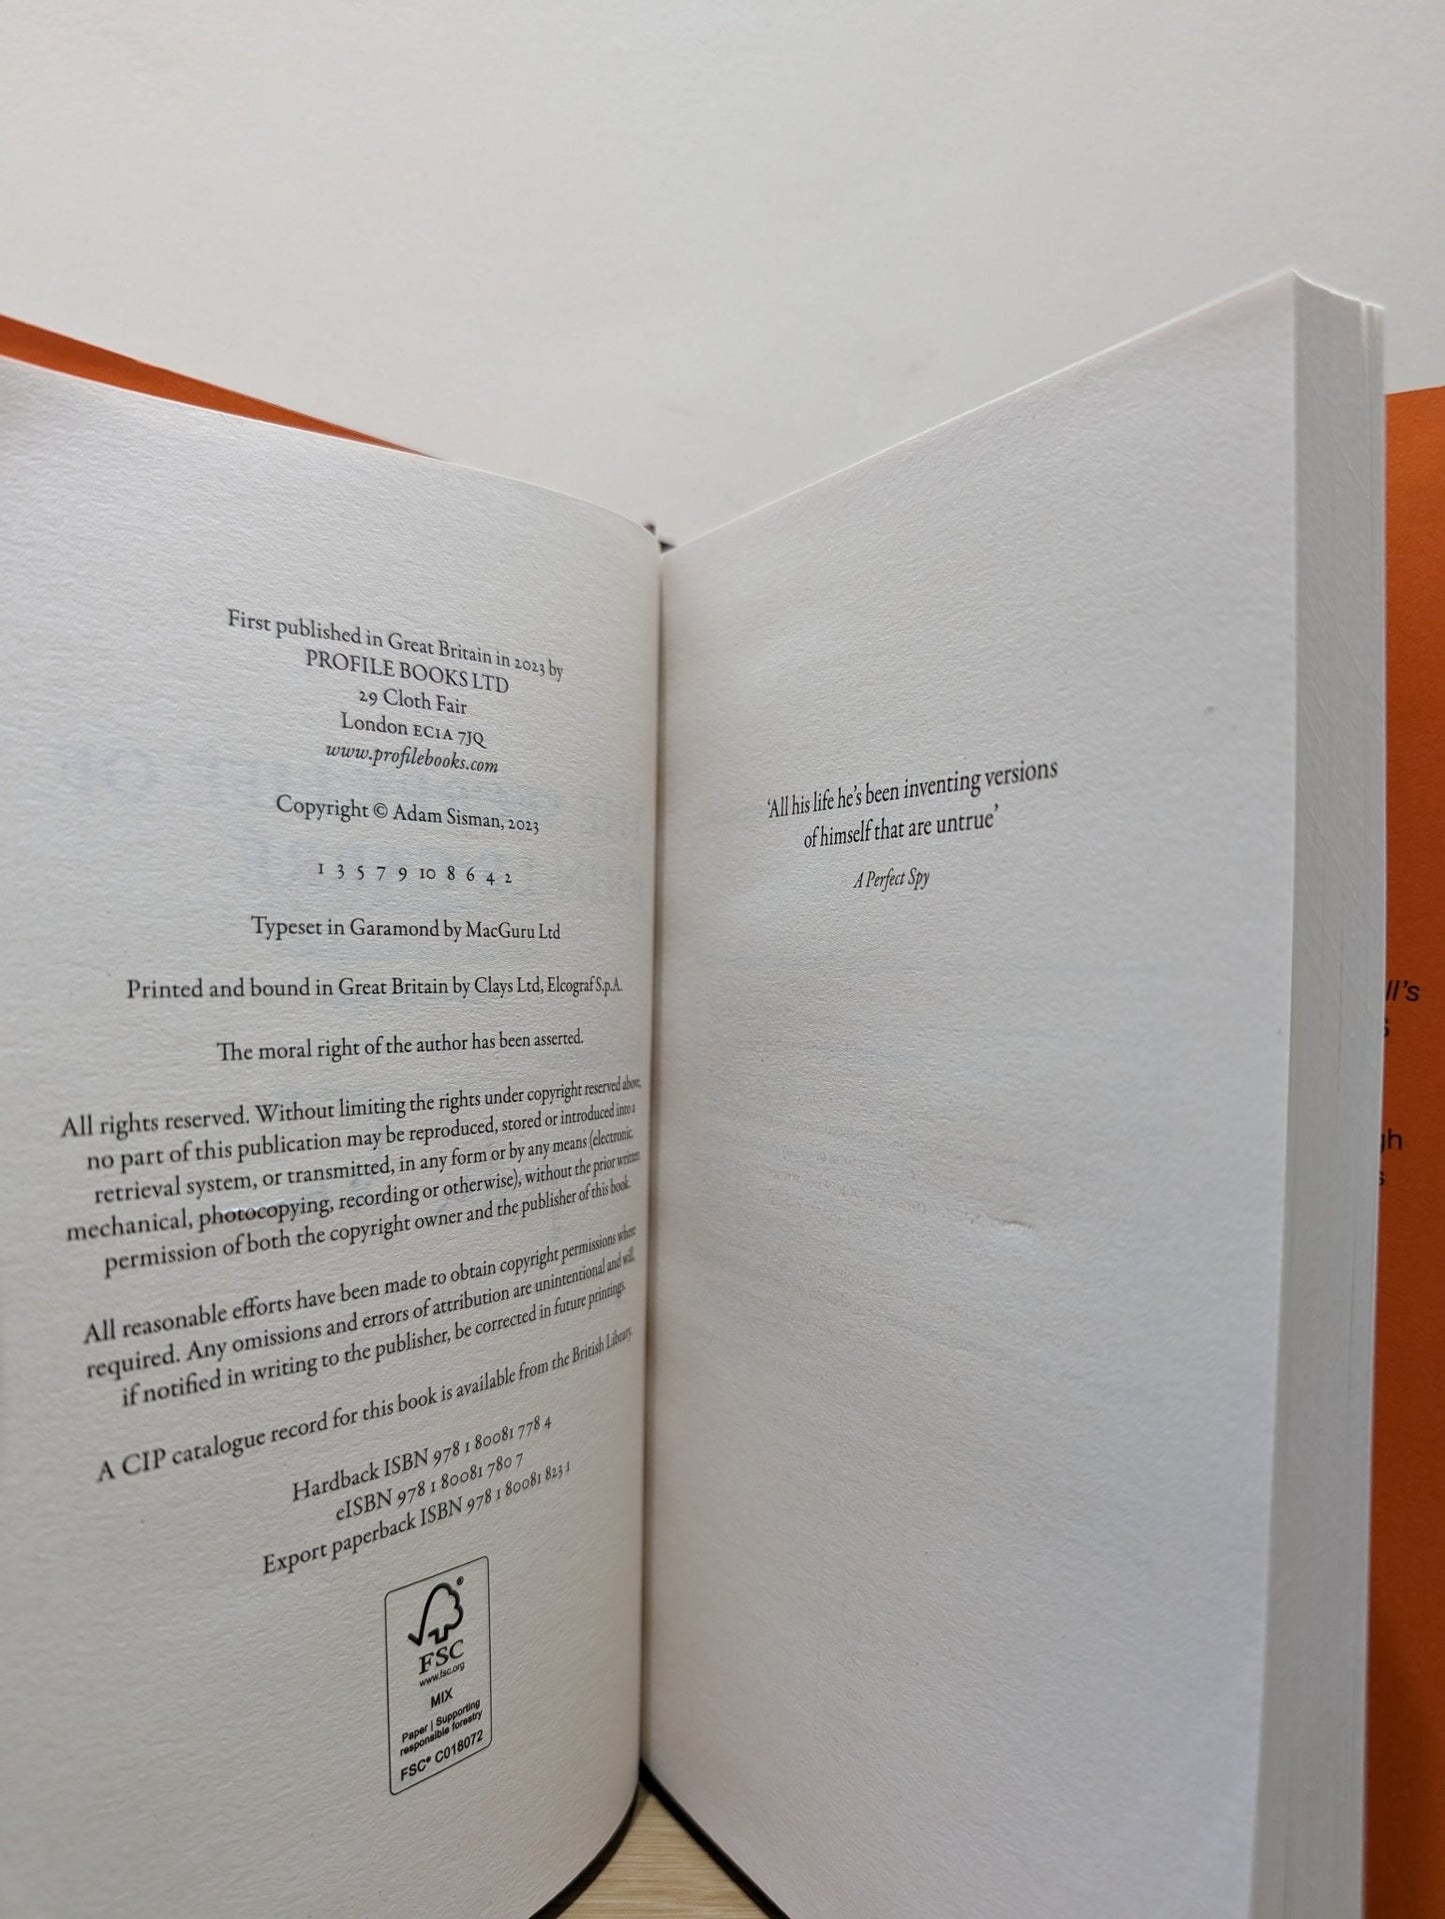 First published in Great Britain in 2023 by
PROFILE BOOKS LTD
29 Cloth Fair
London EC1A 7JQ
www.profilebooks.com
Copyright © Adam Sisman, 2023
1 3 5 7 9 10 8 6 4 2
Typeset in Garamond by MacGuru Ltd
Printed and bound in Great Britain by Clays Ltd, Elcograf S.p.A.
The moral right of the author has been asserted.
All rights reserved. Without limiting the rights under copyright reserved above,
no part of this publication may be reproduced, stored or introduced into a
retrieval system, or transmitted, in any form or by any means (electronic,
mechanical, photocopying, recording or otherwise), without the prior written
permission of both the copyright owner and the publisher of this book.
All reasonable efforts have been made to obtain copyright permissions where
required. Any omissions and errors of attribution are unintentional and will,
if notified in writing to the publisher, be corrected in future printings.
A CIP catalogue record for this book is available from the British Library.
Hardback ISBN 978 1 80081 778 4
eISBN 978 1 80081 780 7
Export paperback ISBN 978 1 80081 823 1
FSC®
www.fsc.org
MIX
Paper | Supporting
responsible forestry
FSC® C018072
‘All his life he’s been inventing versions
of himself that are untrue’
A Perfect Spy
ll’s
s
gh
s